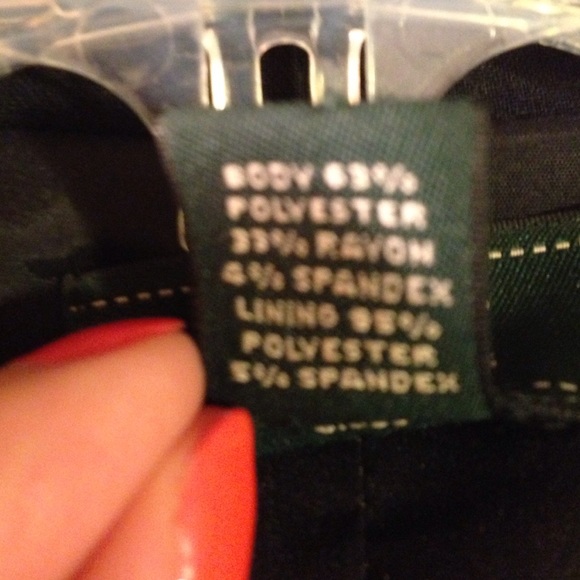 BODY 63%
POLYESTER
33% RAYON
4% SPANDEX
LINING 95%
POLYESTER
5% SPANDEX